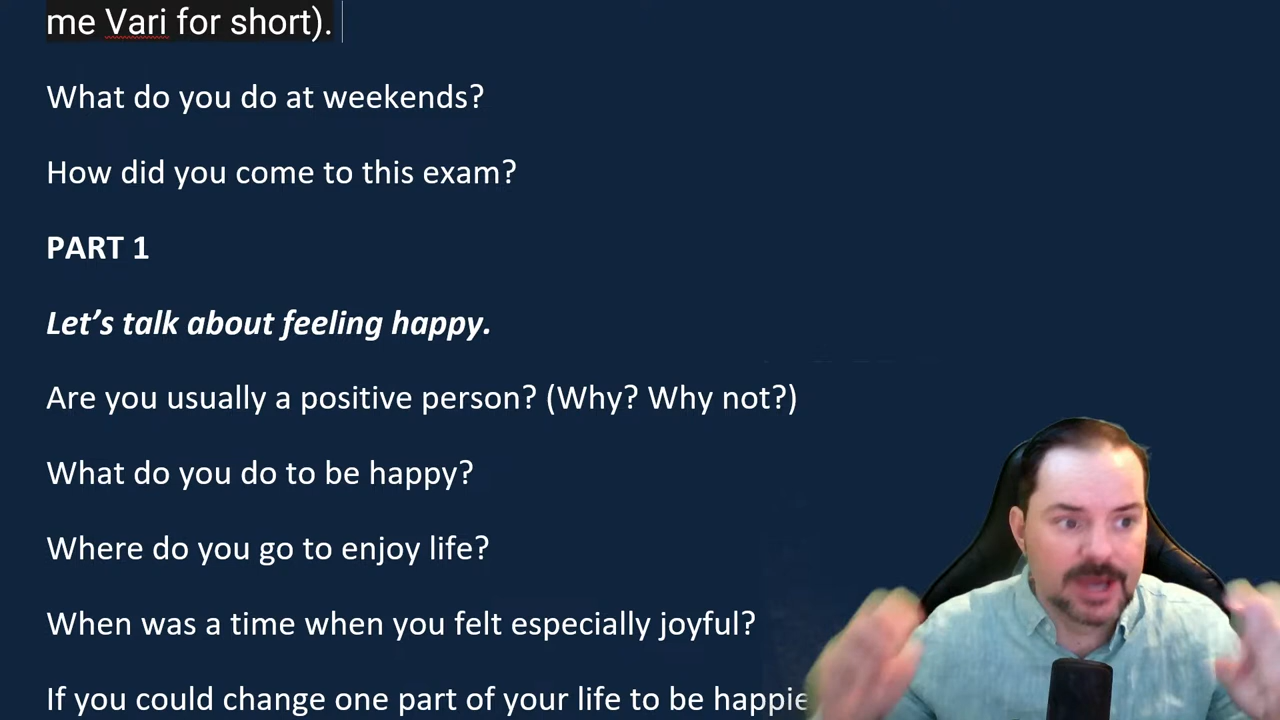 me Vari for short).
What do you do at weekends?
How did you come to this exam?
PART 1
Let’s talk about feeling happy.
Are you usually a positive person? (Why? Why not?)
What do you do to be happy?
Where do you go to enjoy life?
When was a time when you felt especially joyful?
If you could change one part of your life to be happie